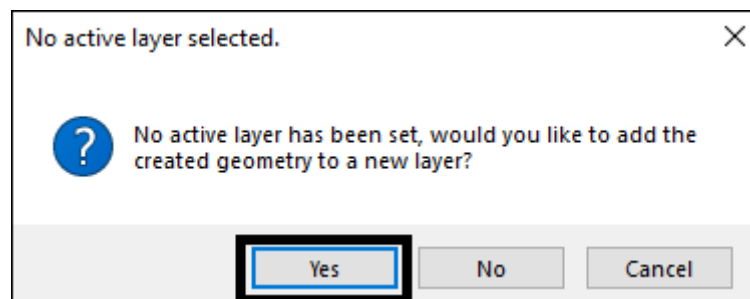 No active layer selected.
No active layer has been set, would you like to add the
created geometry to a new layer?
Yes No Cancel